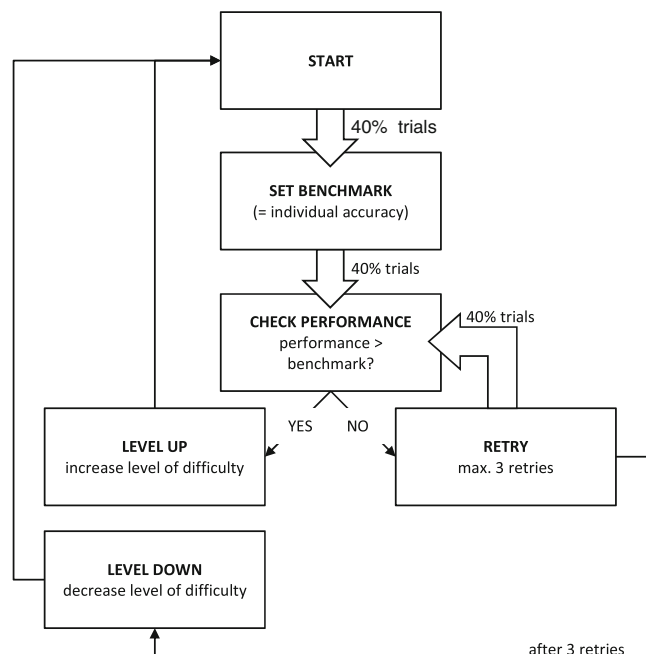 START
40% trials
SET BENCHMARK
(= individual accuracy)
40% trials
CHECK PERFORMANCE
performance >
benchmark?
40% trials
YES
NO
LEVEL UP
increase level of difficulty
RETRY
max. 3 retries
LEVEL DOWN
decrease level of difficulty
after 3 retries